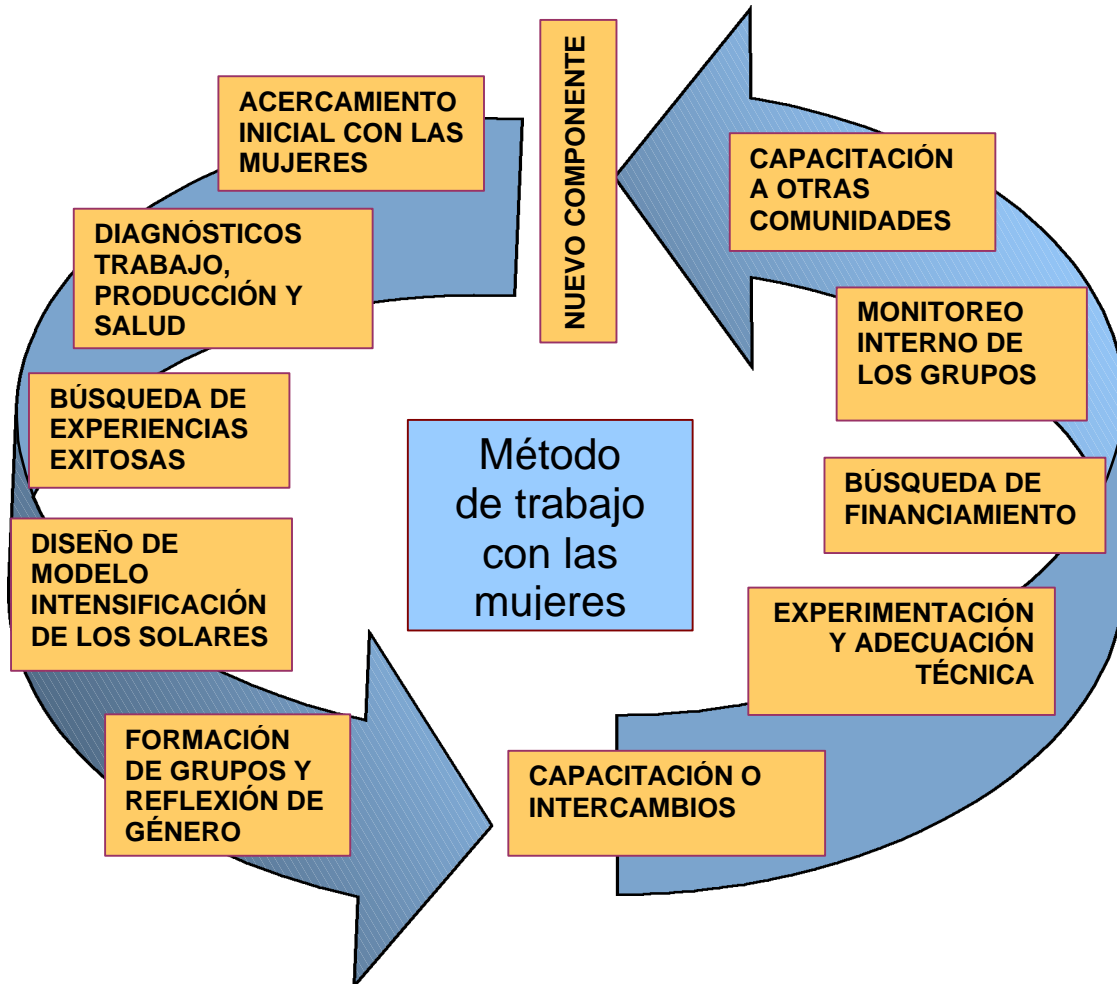 ACERCAMIENTO
INICIAL CON LAS
MUJERES
DIAGNÓSTICOS
TRABAJO,
PRODUCCIÓN Y
SALUD
BÚSQUEDA DE
EXPERIENCIAS
EXITOSAS
DISEÑO DE
MODELO
INTENSIFICACIÓN
DE LOS SOLARES
FORMACIÓN
DE GRUPOS Y
REFLEXIÓN DE
GÉNERO
CAPACITACIÓN O
INTERCAMBIOS
EXPERIMENTACIÓN
Y ADECUACIÓN
TÉCNICA
BÚSQUEDA DE
FINANCIAMIENTO
MONITOREO
INTERNO DE
LOS GRUPOS
CAPACITACIÓN
A OTRAS
COMUNIDADES
NUEVO COMPONENTE
Método
de trabajo
con las
mujeres